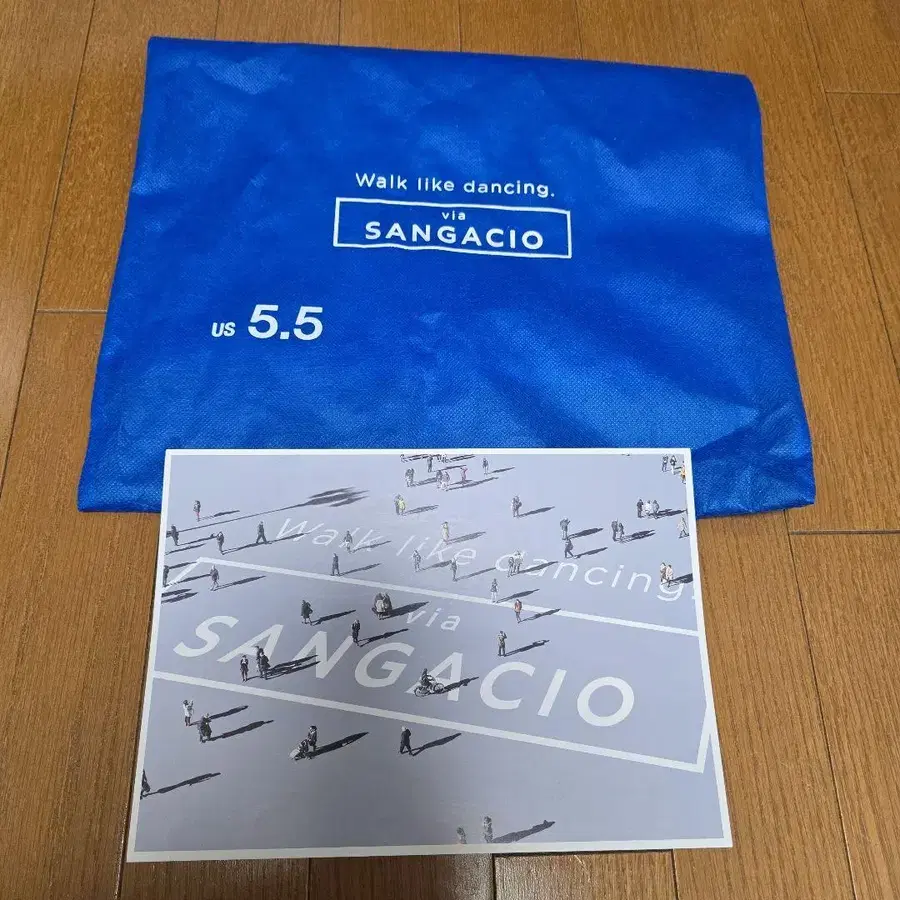 Walk like dancing.
via
SANGACIO
US 5.5
Walk like dancing.
via
SANGACIO